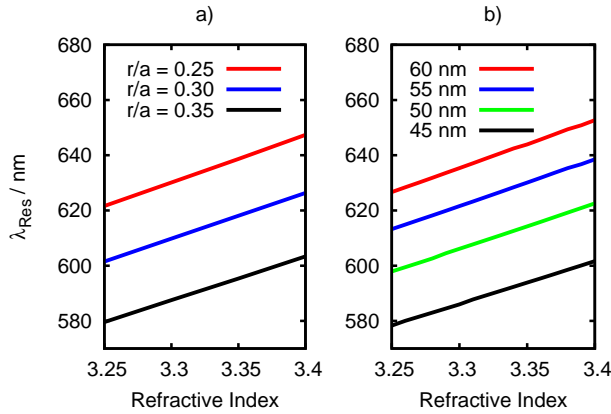 a)
b)
λRes / nm
680
660
640
620
600
580
r/a = 0.25
r/a = 0.30
r/a = 0.35
3.25
3.3
3.35
3.4
Refractive Index
680
660
640
620
600
580
60 nm
55 nm
50 nm
45 nm
3.25
3.3
3.35
3.4
Refractive Index